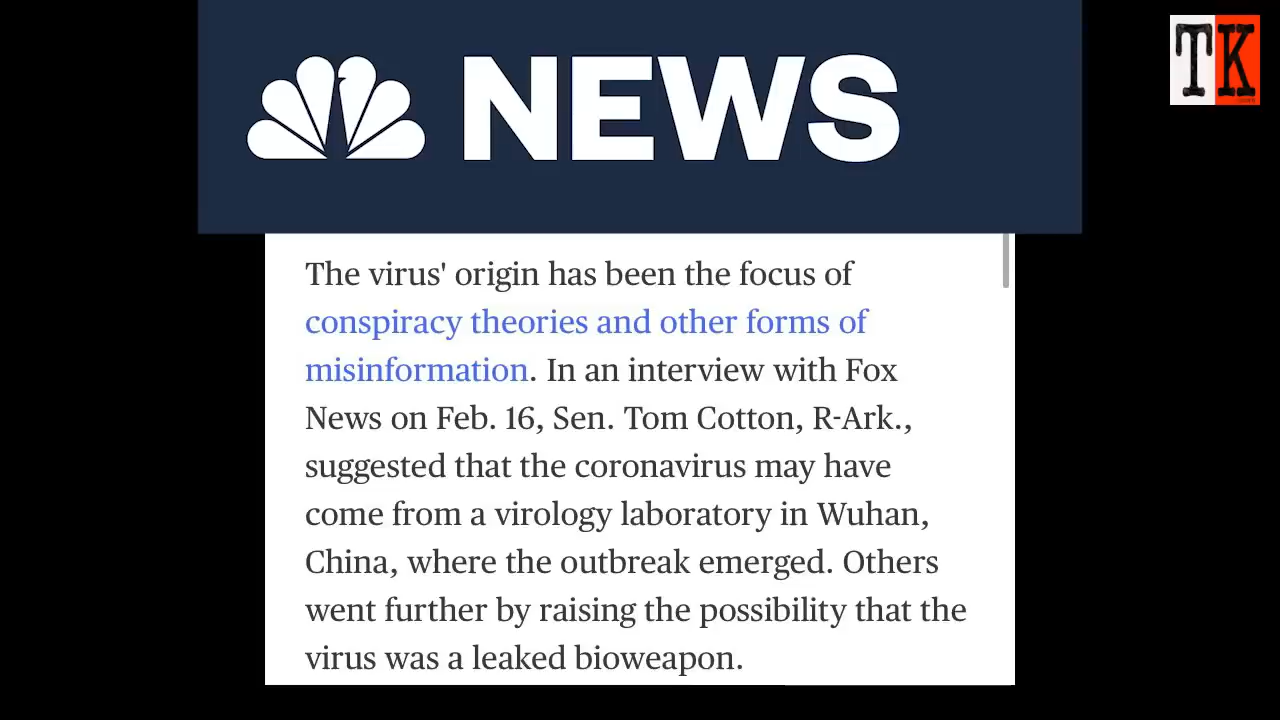 NEWS
TK
The virus' origin has been the focus of
conspiracy theories and other forms of
misinformation. In an interview with Fox
News on Feb. 16, Sen. Tom Cotton, R-Ark.,
suggested that the coronavirus may have
come from a virology laboratory in Wuhan,
China, where the outbreak emerged. Others
went further by raising the possibility that the
virus was a leaked bioweapon.